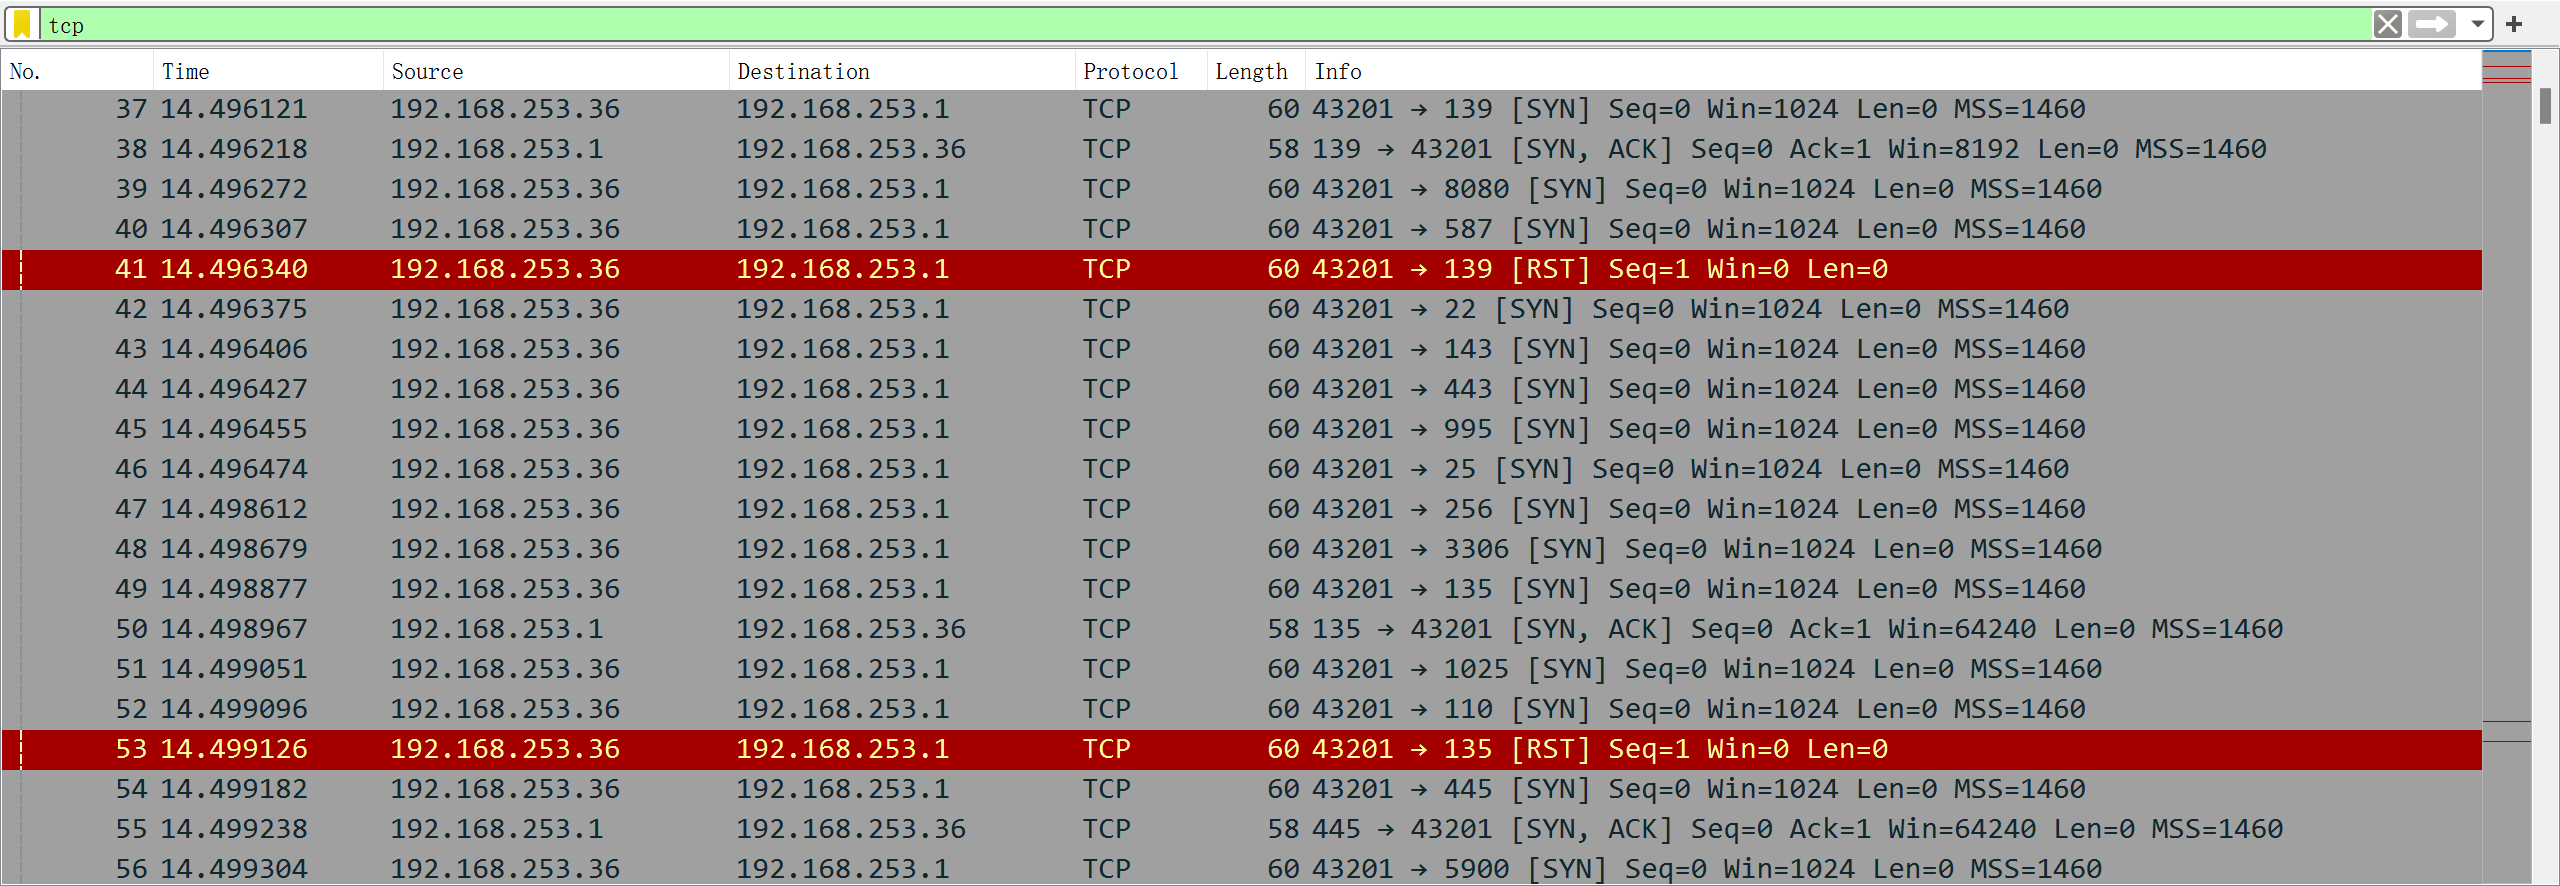 tcp
No. Time Source Destination Protocol Length Info
37 14.496121 192.168.253.36 192.168.253.1 TCP 60 43201 → 139 [SYN] Seq=0 Win=1024 Len=0 MSS=1460
38 14.496218 192.168.253.1 192.168.253.36 TCP 58 139 → 43201 [SYN, ACK] Seq=0 Ack=1 Win=8192 Len=0 MSS=1460
39 14.496272 192.168.253.36 192.168.253.1 TCP 60 43201 → 8080 [SYN] Seq=0 Win=1024 Len=0 MSS=1460
40 14.496307 192.168.253.36 192.168.253.1 TCP 60 43201 → 587 [SYN] Seq=0 Win=1024 Len=0 MSS=1460
41 14.496340 192.168.253.36 192.168.253.1 TCP 60 43201 → 139 [RST] Seq=1 Win=0 Len=0
42 14.496375 192.168.253.36 192.168.253.1 TCP 60 43201 → 22 [SYN] Seq=0 Win=1024 Len=0 MSS=1460
43 14.496406 192.168.253.36 192.168.253.1 TCP 60 43201 → 143 [SYN] Seq=0 Win=1024 Len=0 MSS=1460
44 14.496427 192.168.253.36 192.168.253.1 TCP 60 43201 → 443 [SYN] Seq=0 Win=1024 Len=0 MSS=1460
45 14.496455 192.168.253.36 192.168.253.1 TCP 60 43201 → 995 [SYN] Seq=0 Win=1024 Len=0 MSS=1460
46 14.496474 192.168.253.36 192.168.253.1 TCP 60 43201 → 25 [SYN] Seq=0 Win=1024 Len=0 MSS=1460
47 14.498612 192.168.253.36 192.168.253.1 TCP 60 43201 → 256 [SYN] Seq=0 Win=1024 Len=0 MSS=1460
48 14.498679 192.168.253.36 192.168.253.1 TCP 60 43201 → 3306 [SYN] Seq=0 Win=1024 Len=0 MSS=1460
49 14.498877 192.168.253.36 192.168.253.1 TCP 60 43201 → 135 [SYN] Seq=0 Win=1024 Len=0 MSS=1460
50 14.498967 192.168.253.1 192.168.253.36 TCP 58 135 → 43201 [SYN, ACK] Seq=0 Ack=1 Win=64240 Len=0 MSS=1460
51 14.499051 192.168.253.36 192.168.253.1 TCP 60 43201 → 1025 [SYN] Seq=0 Win=1024 Len=0 MSS=1460
52 14.499096 192.168.253.36 192.168.253.1 TCP 60 43201 → 110 [SYN] Seq=0 Win=1024 Len=0 MSS=1460
53 14.499126 192.168.253.36 192.168.253.1 TCP 60 43201 → 135 [RST] Seq=1 Win=0 Len=0
54 14.499182 192.168.253.36 192.168.253.1 TCP 60 43201 → 445 [SYN] Seq=0 Win=1024 Len=0 MSS=1460
55 14.499238 192.168.253.1 192.168.253.36 TCP 58 445 → 43201 [SYN, ACK] Seq=0 Ack=1 Win=64240 Len=0 MSS=1460
56 14.499304 192.168.253.36 192.168.253.1 TCP 60 43201 → 5900 [SYN] Seq=0 Win=1024 Len=0 MSS=1460